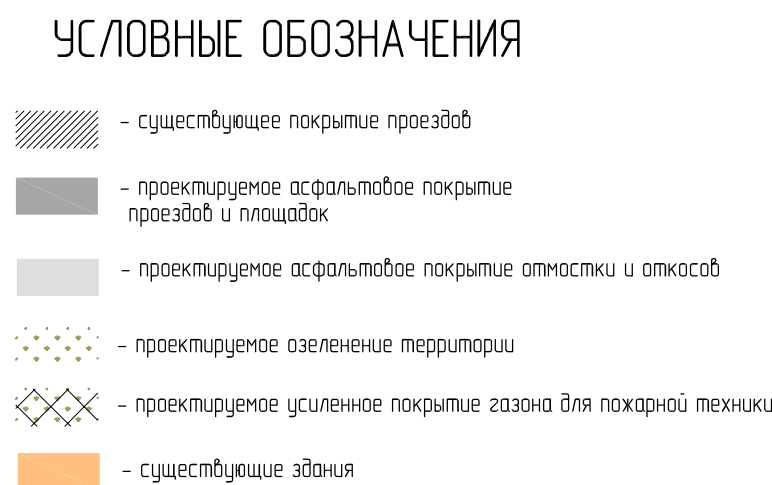 УСЛОВНЫЕ ОБОЗНАЧЕНИЯ
- существующее покрытие проездов
- проектируемое асфальтовое покрытие
проездов и площадок
- проектируемое асфальтовое покрытие отмостки и откосов
- проектируемое озеленение территории
- проектируемое усиленное покрытие газона для пожарной техники
- существующие здания